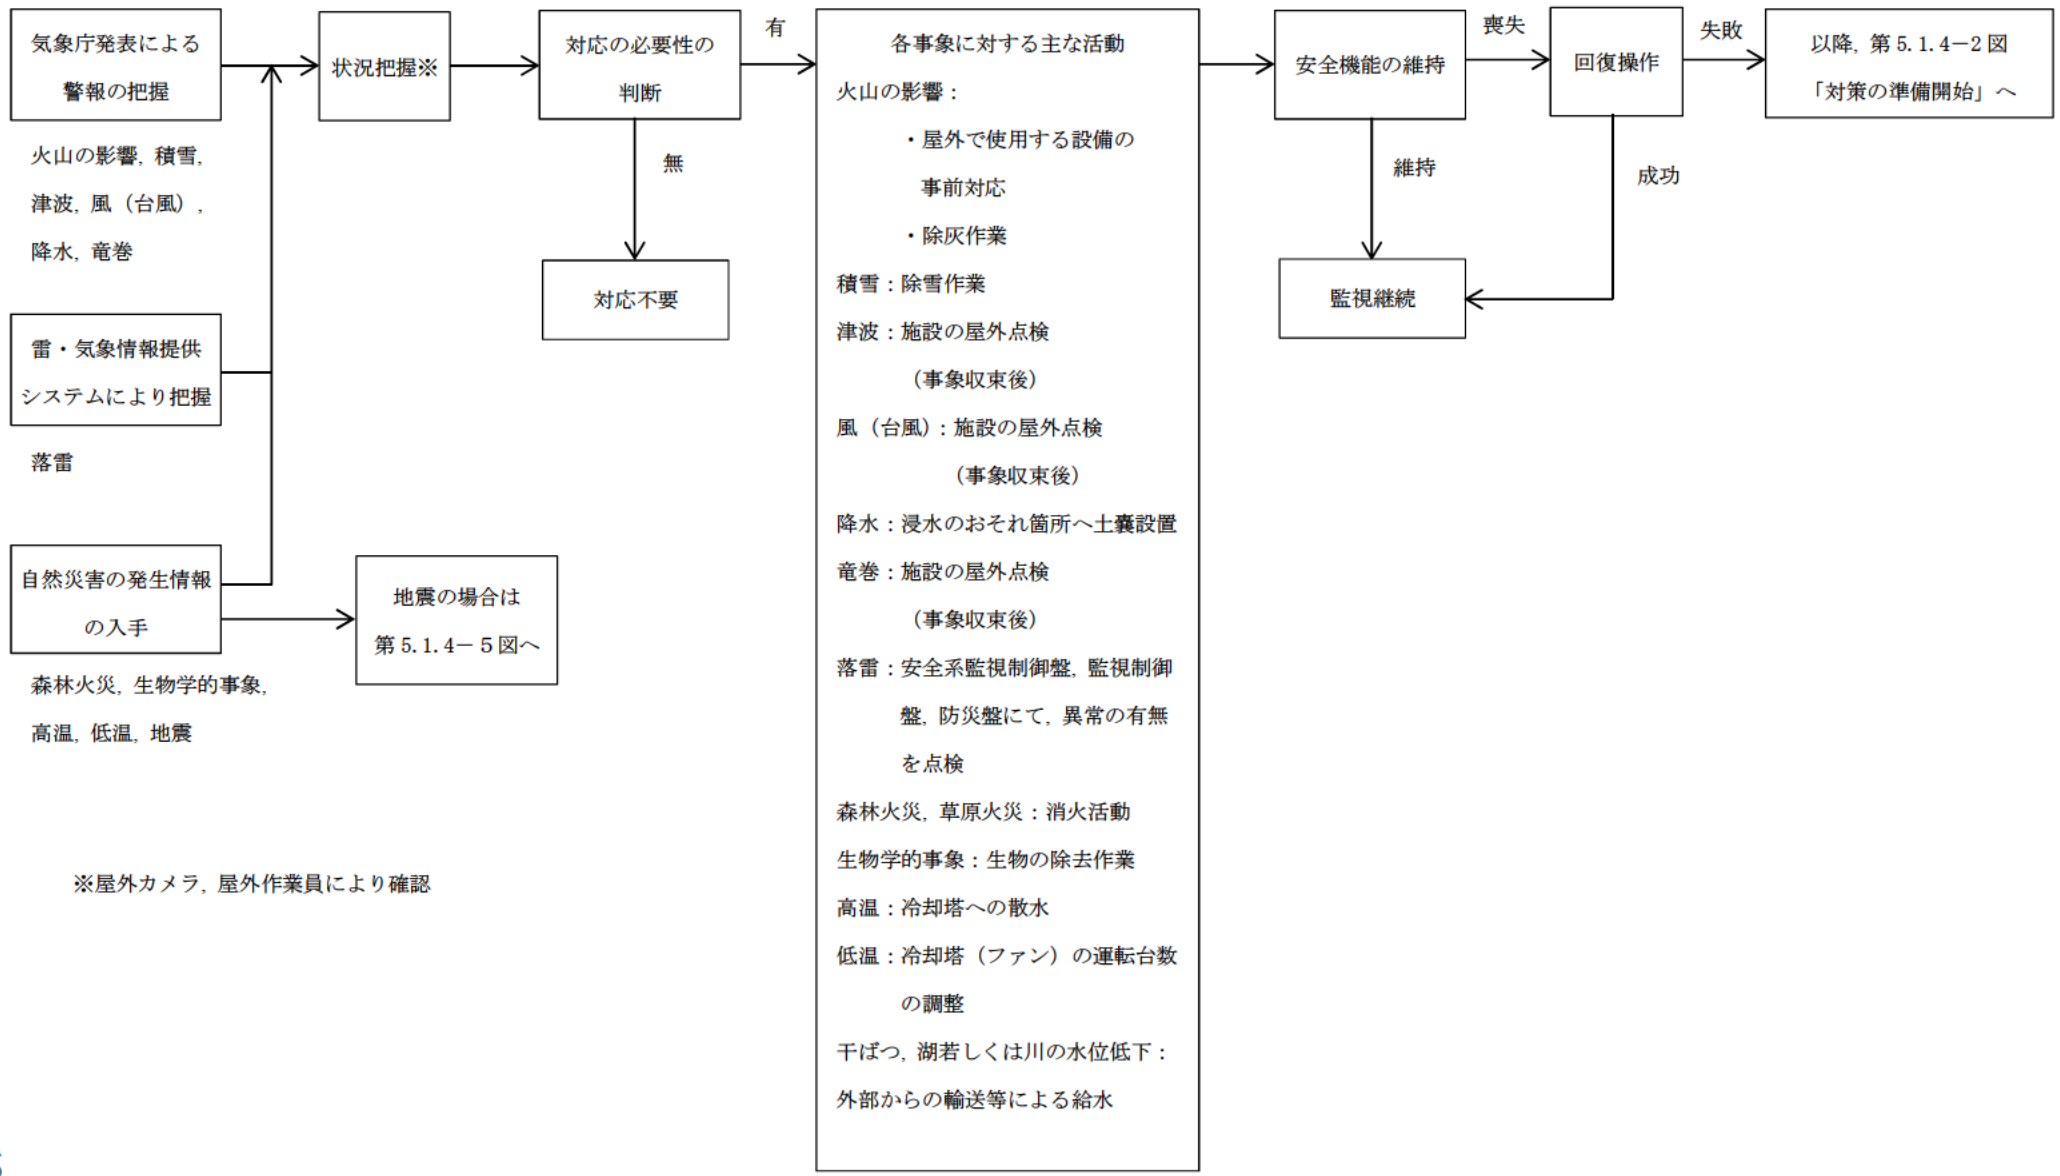 気象庁発表による
警報の把握
火山の影響, 積雪,
津波, 風（台風）,
降水, 竜巻
雷・気象情報提供
システムにより把握
落雷
自然災害の発生情報
の入手
森林火災, 生物学的事象,
高温, 低温, 地震
地震の場合は
第 5.1.4－５図へ
※屋外カメラ, 屋外作業員により確認
状況把握※
対応の必要性の
判断
有
無
対応不要
各事象に対する主な活動
火山の影響：
・屋外で使用する設備の
事前対応
・除灰作業
積雪：除雪作業
津波：施設の屋外点検
（事象収束後）
風（台風）：施設の屋外点検
（事象収束後）
降水：浸水のおそれ箇所へ土嚢設置
竜巻：施設の屋外点検
（事象収束後）
落雷：安全系監視制御盤, 監視制御
盤, 防災盤にて, 異常の有無
を点検
森林火災, 草原火災：消火活動
生物学的事象：生物の除去作業
高温：冷却塔への散水
低温：冷却塔（ファン）の運転台数
の調整
干ばつ, 湖若しくは川の水位低下：
外部からの輸送等による給水
安全機能の維持
喪失
維持
監視継続
回復操作
失敗
成功
以降, 第 5.1.4－2 図
「対策の準備開始」へ